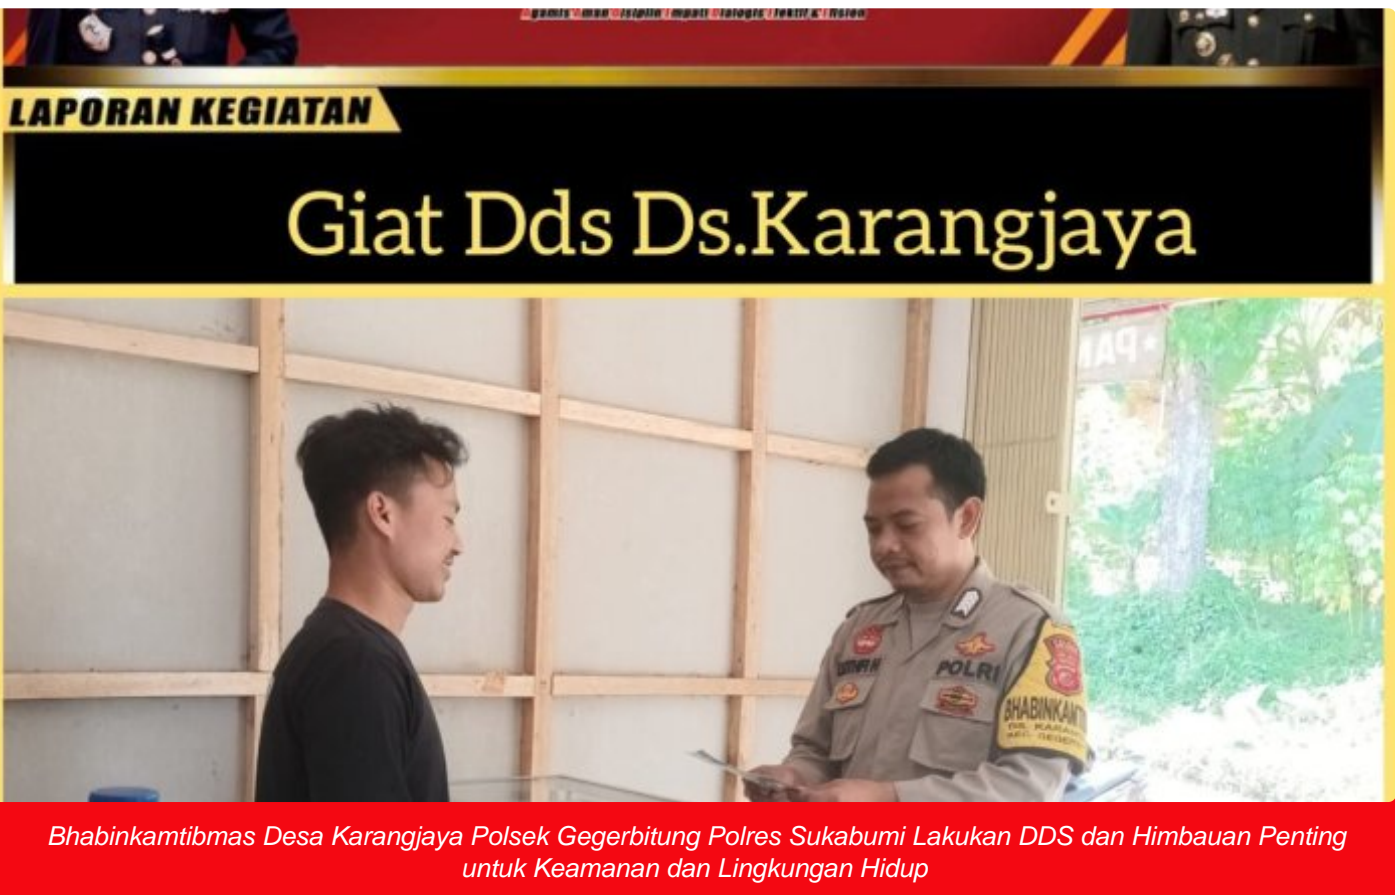 LAPORAN KEGIATAN
Giat Dds Ds.Karangjaya
POLRI
BHABINKAMTI
Bhabinkamtibmas Desa Karangjaya Polsek Gegerbitung Polres Sukabumi Lakukan DDS dan Himbauan Penting
untuk Keamanan dan Lingkungan Hidup